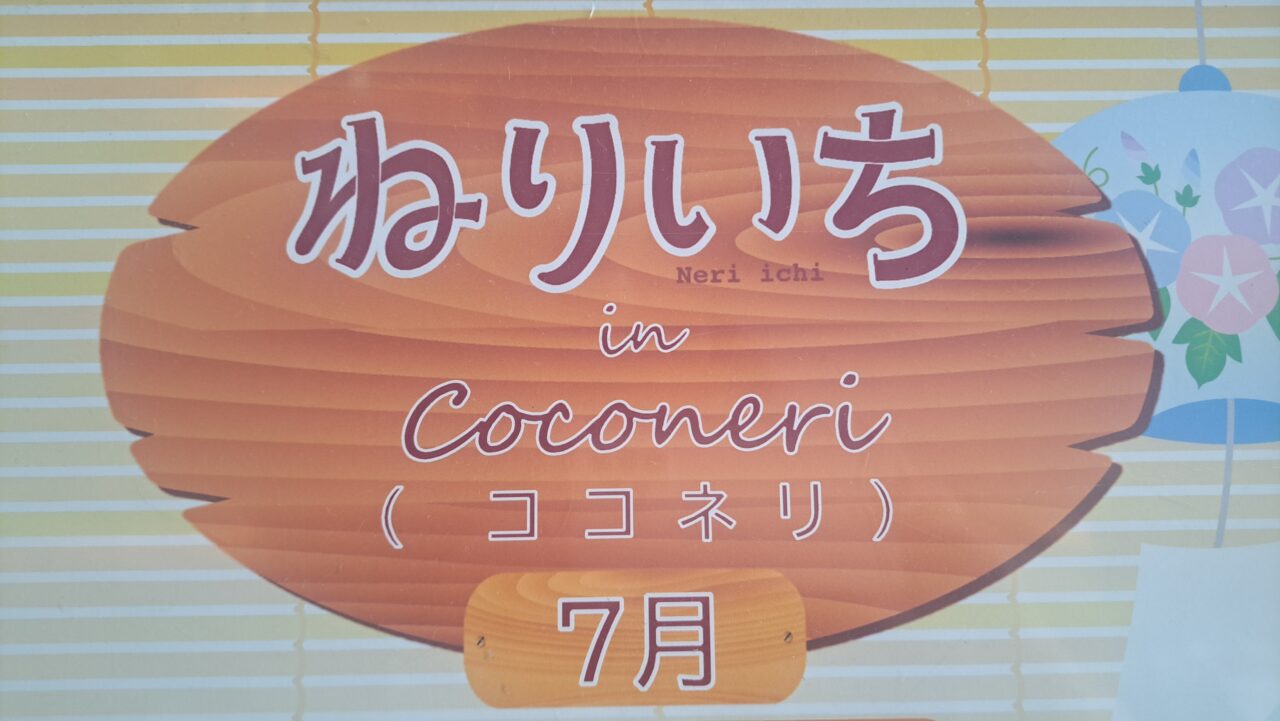 ねりいち
Neri ichi
in
Coconeri
(ココネリ)
7月